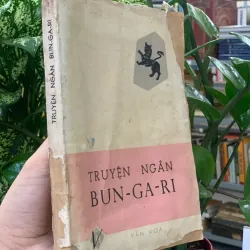 TRUYỆN NGẮN BUN-GA-RI
TRUYỆN NGẮN
BUN-GA-RI
VĂN HÓA